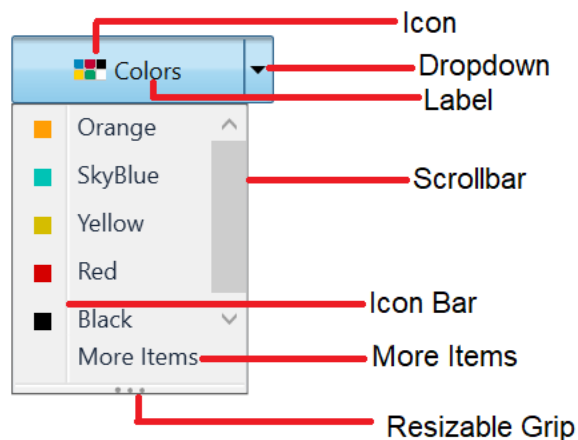 Icon
Colors
Dropdown
Label
Orange
SkyBlue
Scrollbar
Yellow
Red
Icon Bar
Black
More Items
More Items
Resizable Grip